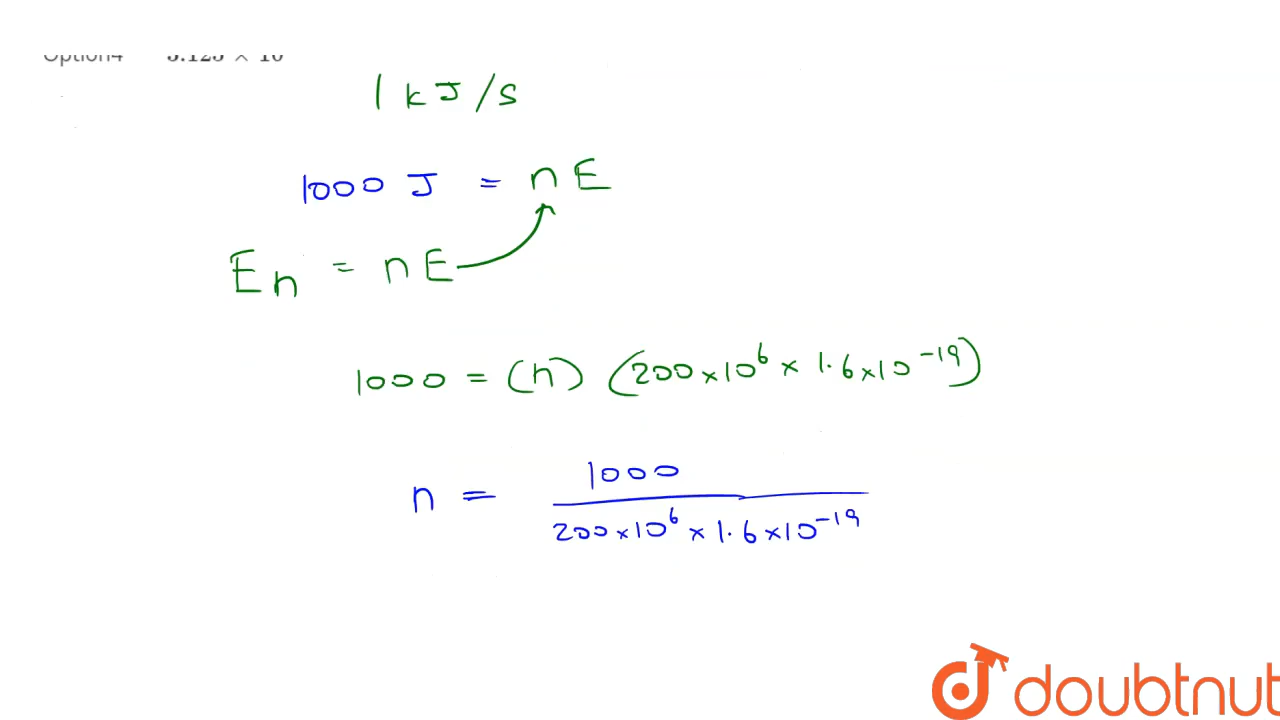 1 kJ/s
1000 J = nE
En = nE
1000 = (n) (200×10⁶ × 1.6×10⁻¹⁹)
n = 1000 / 200×10⁶ × 1.6×10⁻¹⁹
doubtnut